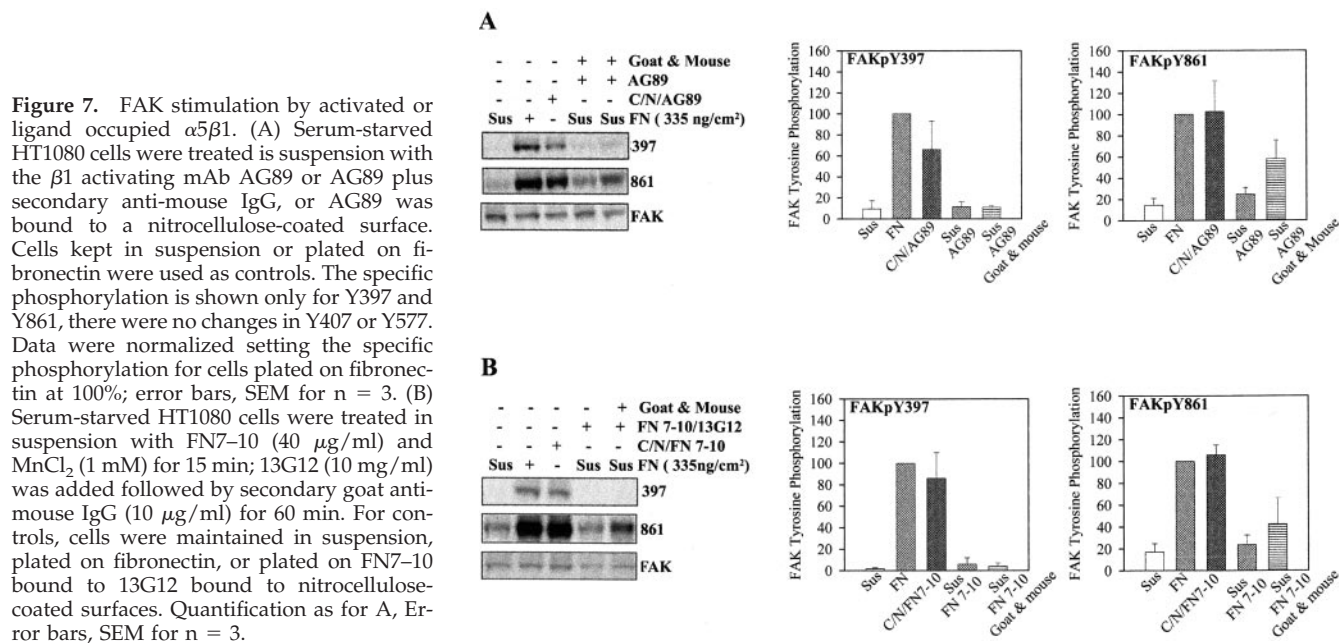 Figure 7. FAK stimulation by activated or
ligand occupied α5β1. (A) Serum-starved
HT1080 cells were treated is suspension with
the β1 activating mAb AG89 or AG89 plus
secondary anti-mouse IgG, or AG89 was
bound to a nitrocellulose-coated surface.
Cells kept in suspension or plated on fi-
bronectin were used as controls. The specific
phosphorylation is shown only for Y397 and
Y861, there were no changes in Y407 or Y577.
Data were normalized setting the specific
phosphorylation for cells plated on fibronec-
tin at 100%; error bars, SEM for n = 3. (B)
Serum-starved HT1080 cells were treated in
suspension with FN7–10 (40 μg/ml) and
MnCl₂ (1 mM) for 15 min; 13G12 (10 mg/ml)
was added followed by secondary goat anti-
mouse IgG (10 μg/ml) for 60 min. For con-
trols, cells were maintained in suspension,
plated on fibronectin, or plated on FN7–10
bound to 13G12 bound to nitrocellulose-
coated surfaces. Quantification as for A, Er-
ror bars, SEM for n = 3.
A
- - - + + Goat & Mouse
- - - + + AG89
- - + - - C/N/AG89
Sus + - Sus Sus FN ( 335 ng/cm²)
397
861
FAK
FAK Tyrosine Phosphorylation
160
140
120
100
80
60
40
20
0
FAKpY397
Sus
FN
C/N/AG89
Sus
AG89
Sus
AG89
Goat & mouse
FAK Tyrosine Phosphorylation
160
140
120
100
80
60
40
20
0
FAKpY861
Sus
FN
C/N/AG89
Sus
AG89
Sus
AG89
Goat & Mouse
B
- - - - + Goat & Mouse
- - - + + FN 7-10/13G12
- - + - - C/N/FN 7-10
Sus + - Sus Sus FN ( 335ng/cm²)
397
861
FAK
FAK Tyrosine Phosphorylation
160
140
120
100
80
60
40
20
0
FAKpY397
Sus
FN
C/N/FN7-10
Sus
FN 7-10
Sus
FN 7-10
Goat & mouse
FAK Tyrosine Phosphorylation
160
140
120
100
80
60
40
20
0
FAKpY861
Sus
FN
C/N/FN7-10
Sus
FN 7-10
Sus
FN 7-10
Goat & mouse